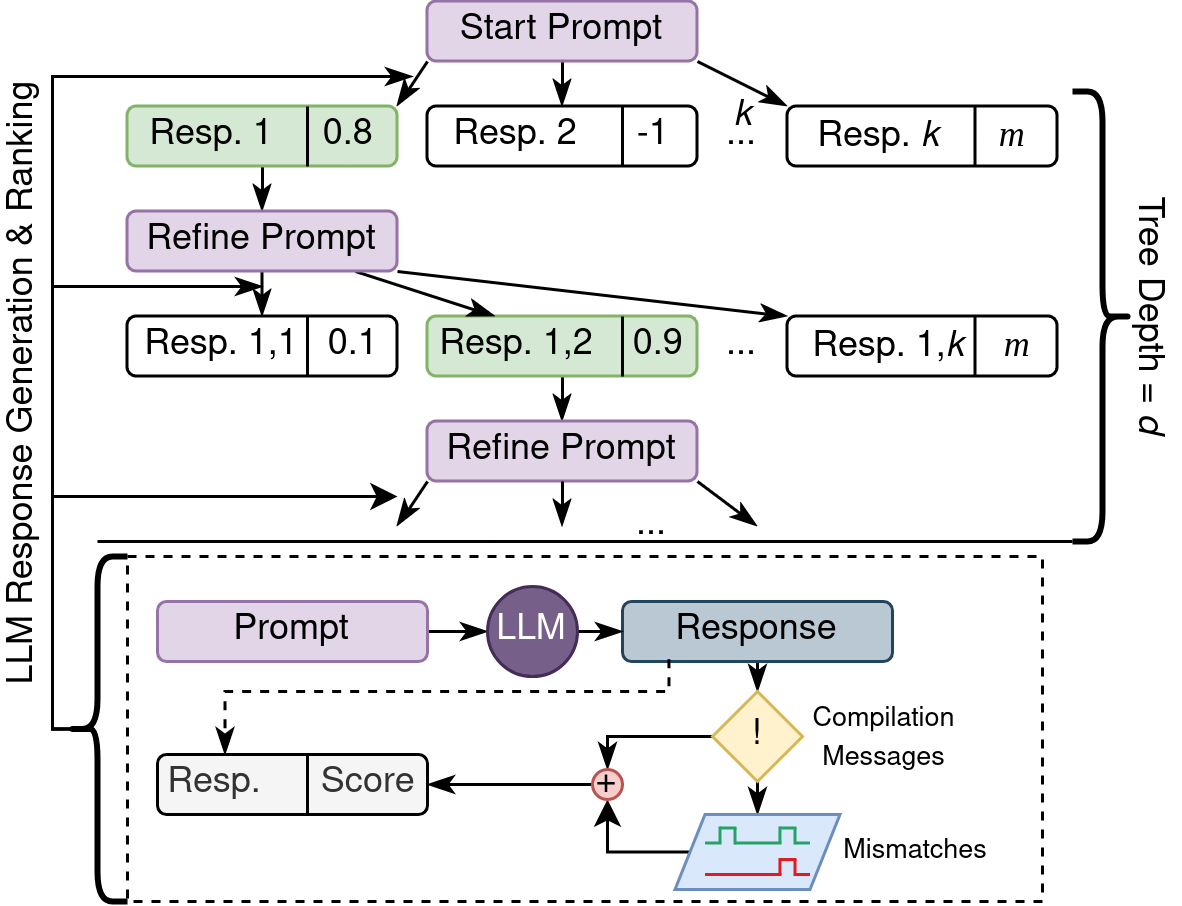 LLM Response Generation & Ranking
Start Prompt
Resp. 1 0.8
Resp. 2 -1
k
...
Resp. k m
Refine Prompt
Resp. 1,1 0.1
Resp. 1,2 0.9
...
Resp. 1,k m
Refine Prompt
...
Tree Depth = d
Prompt
LLM
Response
!
Compilation
Messages
Resp. Score
+
Mismatches